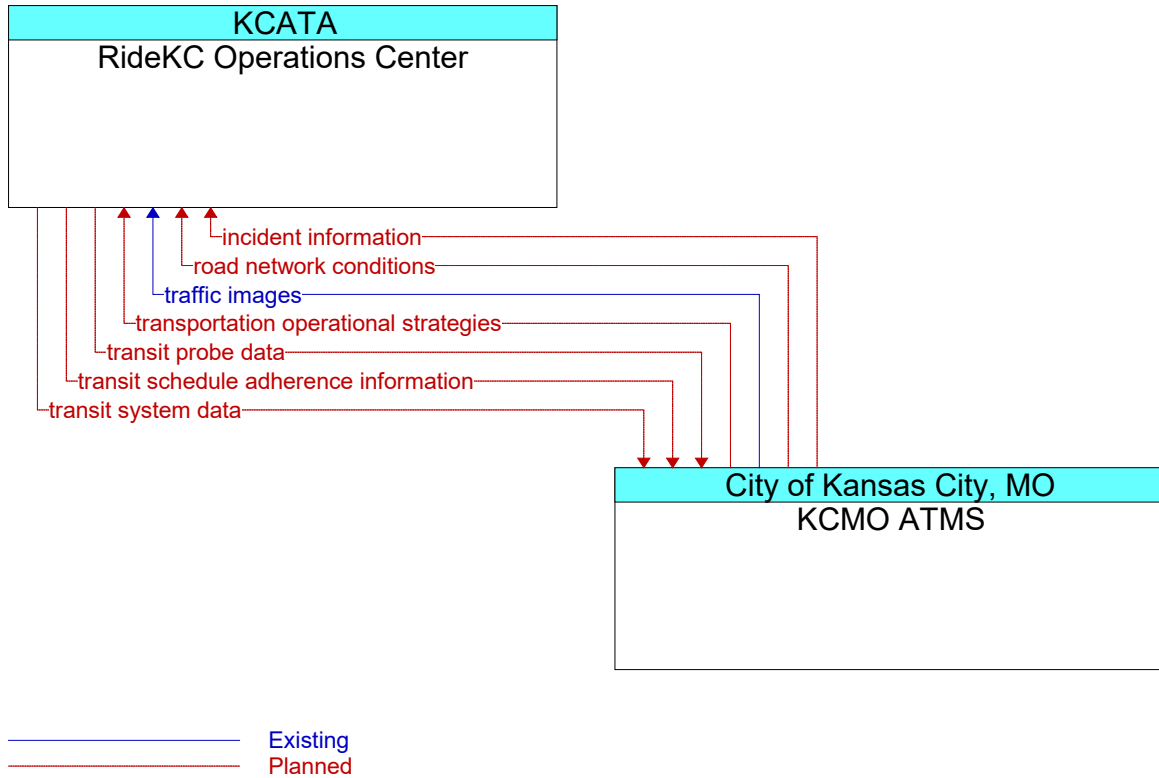 KCATA
RideKC Operations Center
incident information
road network conditions
traffic images
transportation operational strategies
transit probe data
transit schedule adherence information
transit system data
City of Kansas City, MO
KCMO ATMS
Existing
Planned